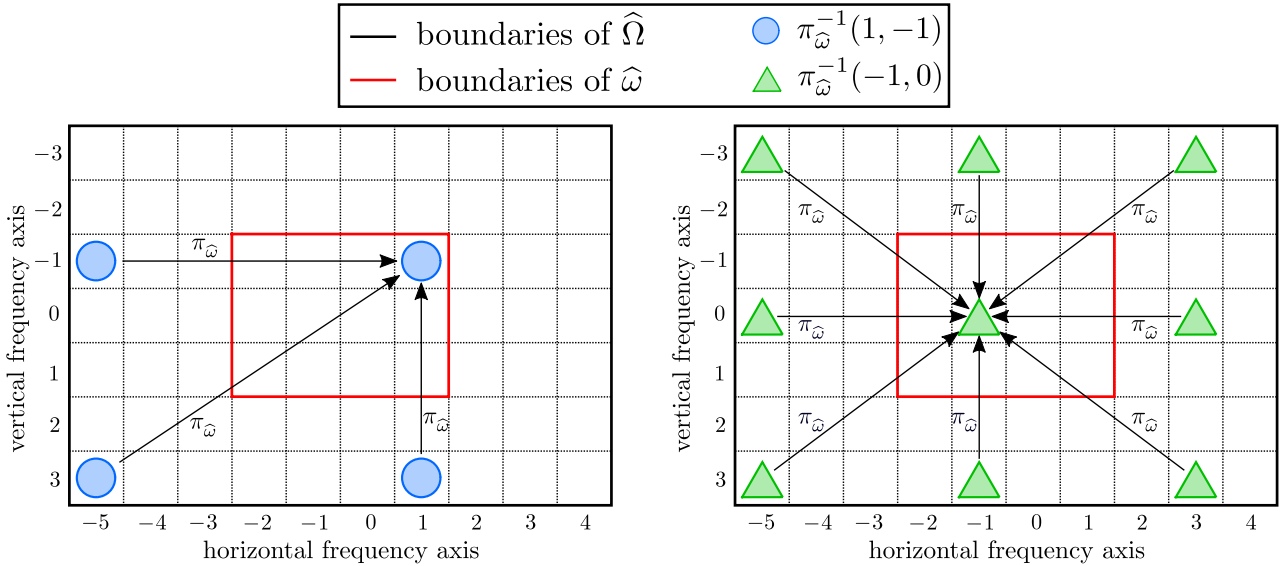 boundaries of Ω̂
π_ω̂^{-1}(1, −1)
boundaries of ω̂
π_ω̂^{-1}(−1, 0)
vertical frequency axis
−3
−2
−1
0
1
2
3
π_ω̂
π_ω̂
π_ω̂
−5 −4 −3 −2 −1 0 1 2 3 4
horizontal frequency axis
vertical frequency axis
−3
−2
−1
0
1
2
3
π_ω̂ π_ω̂ π_ω̂
π_ω̂ π_ω̂
π_ω̂ π_ω̂ π_ω̂
−5 −4 −3 −2 −1 0 1 2 3 4
horizontal frequency axis